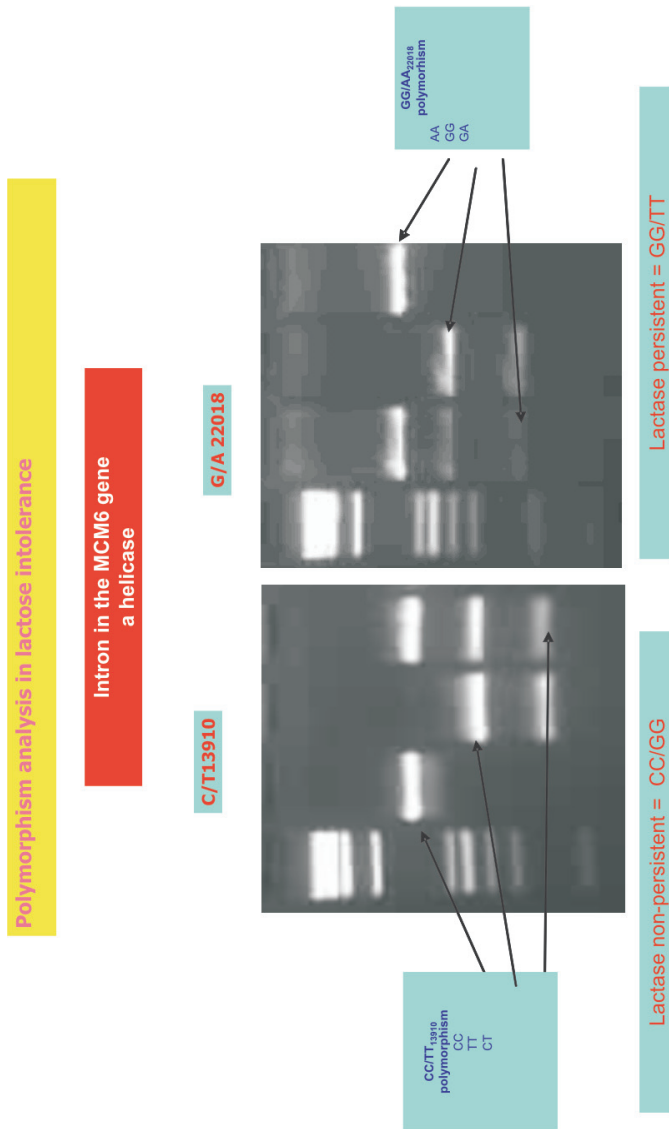 Polymorphism analysis in lactose intolerance
Intron in the MCM6 gene
a helicase
C/T13910
G/A 22018
CC/TT13910
polymorphism
CC
TT
CT
GG/AA22018
polymorhism
AA
GG
GA
Lactase non-persistent = CC/GG
Lactase persistent = GG/TT